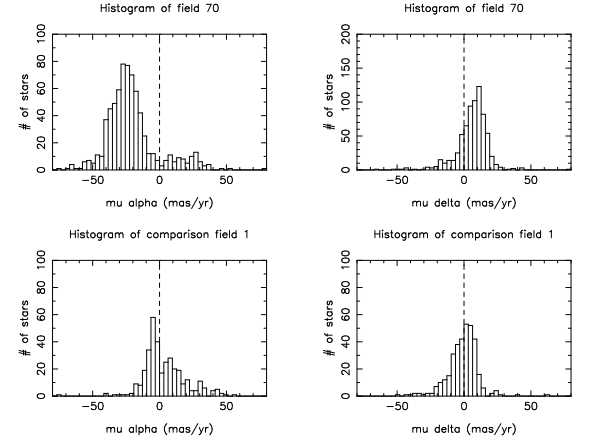 Histogram of field 70
Histogram of field 70
# of stars
0 20 40 60 80 100
−50 0 50
mu alpha (mas/yr)
# of stars
0 50 100 150 200
−50 0 50
mu delta (mas/yr)
Histogram of comparison field 1
Histogram of comparison field 1
# of stars
0 20 40 60 80 100
−50 0 50
mu alpha (mas/yr)
# of stars
0 20 40 60 80 100
−50 0 50
mu delta (mas/yr)